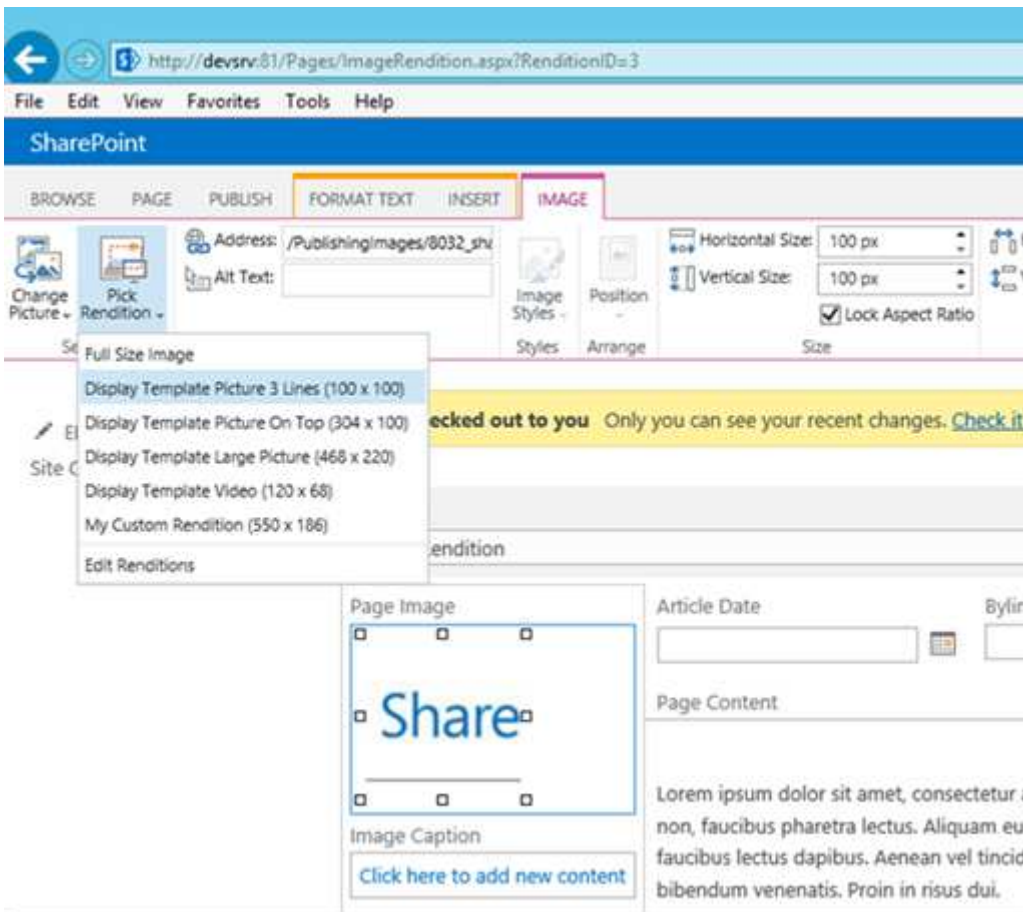 http://devsrv:81/Pages/ImageRendition.aspx?RenditionID=3
File Edit View Favorites Tools Help
SharePoint
BROWSE PAGE PUBLISH FORMAT TEXT INSERT IMAGE
Change Picture
Pick Rendition
Address: /PublishingImages/8032_sha
Alt Text:
Image Styles
Position
Horizontal Size: 100 px
Vertical Size: 100 px
Lock Aspect Ratio
Se
Styles
Arrange
Size
Full Size Image
Display Template Picture 3 Lines (100 x 100)
Display Template Picture On Top (304 x 100)
Display Template Large Picture (468 x 220)
Display Template Video (120 x 68)
My Custom Rendition (550 x 186)
Edit Renditions
ecked out to you Only you can see your recent changes. Check it
Site
endition
Page Image
Share
Image Caption
Click here to add new content
Article Date
Bylin
Page Content
Lorem ipsum dolor sit amet, consectetur
non, faucibus pharetra lectus. Aliquam eu
faucibus lectus dapibus. Aenean vel tincid
bibendum venenatis. Proin in risus dui.